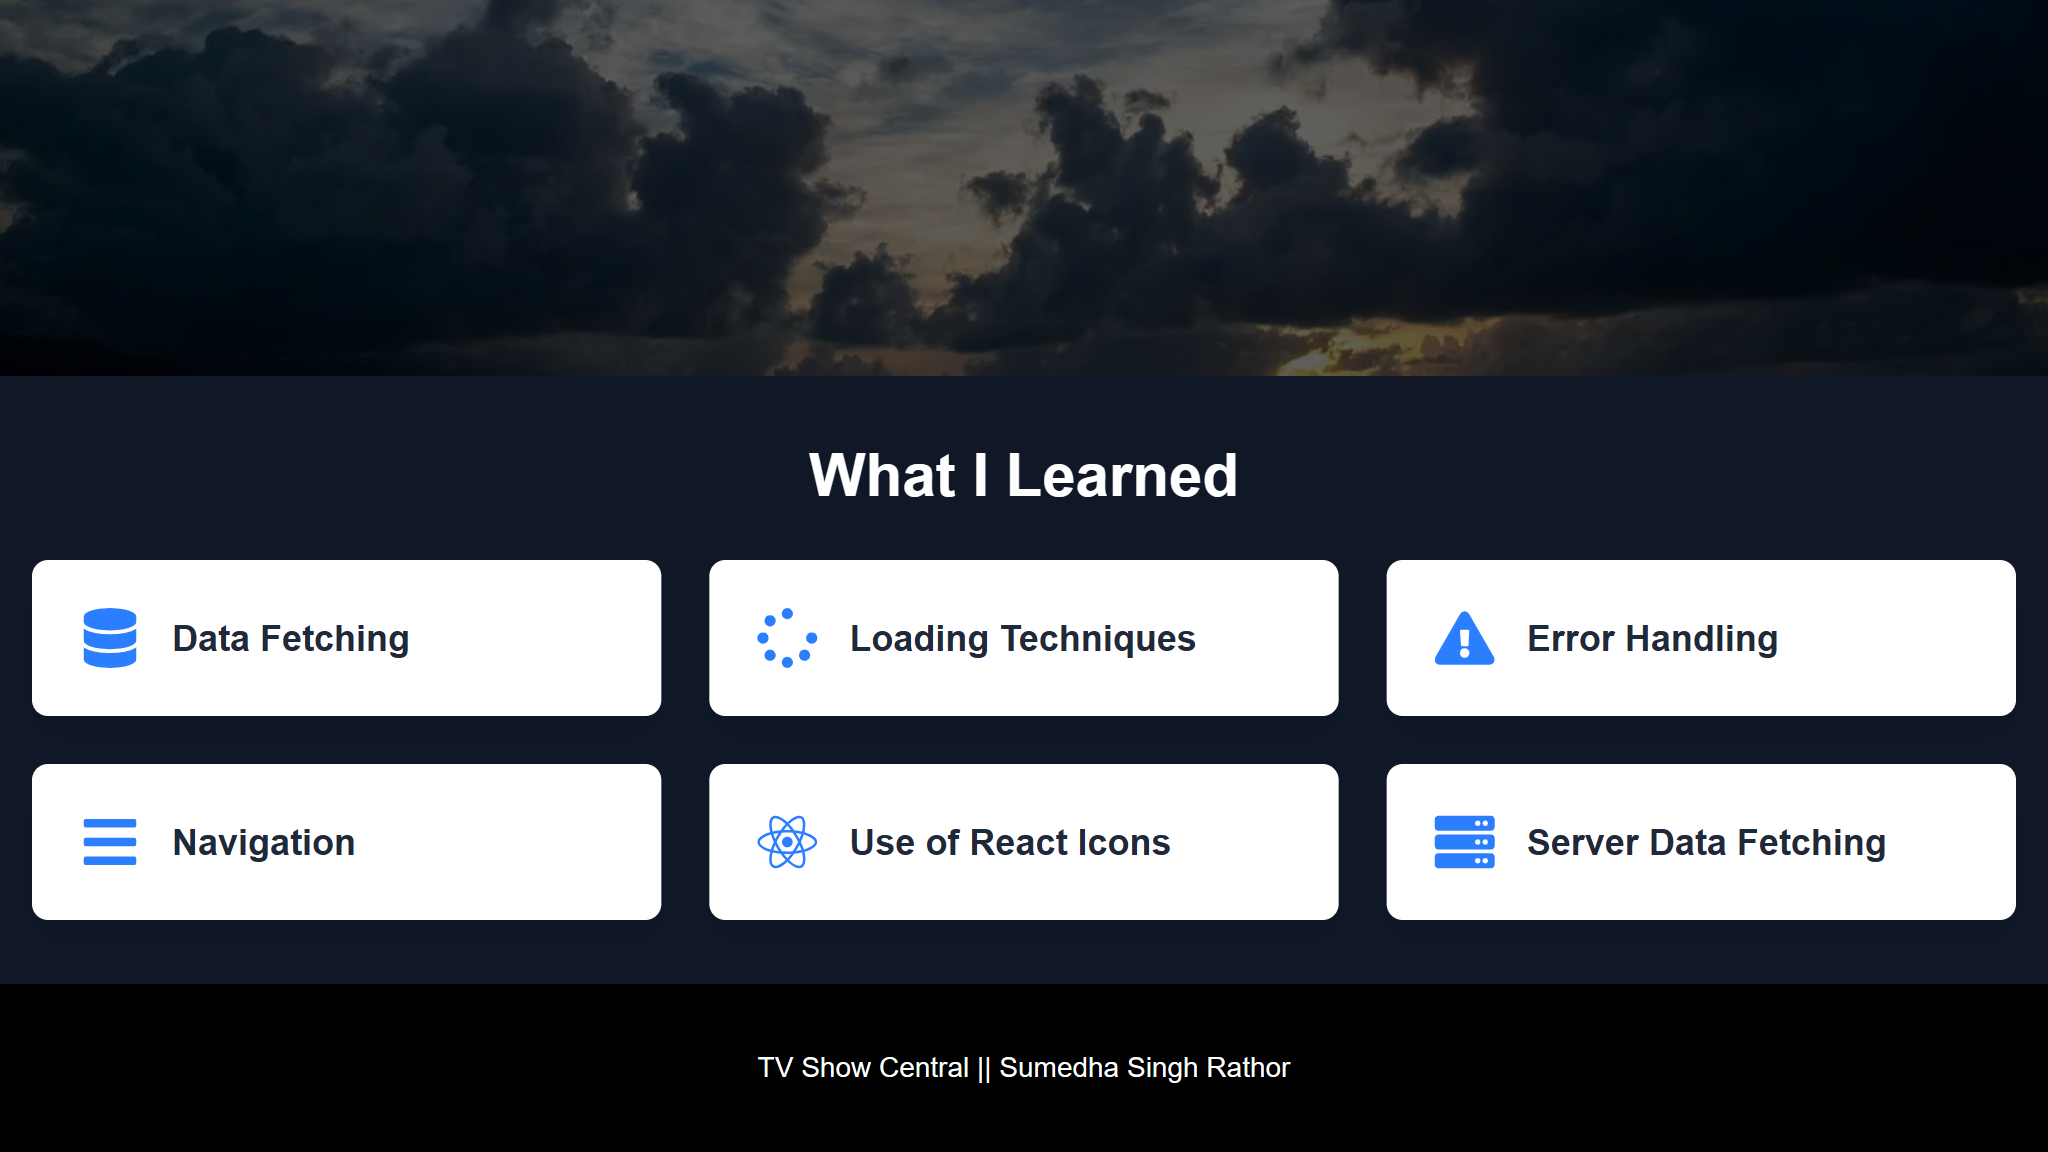 What I Learned
Data Fetching
Loading Techniques
Error Handling
Navigation
Use of React Icons
Server Data Fetching
TV Show Central || Sumedha Singh Rathor